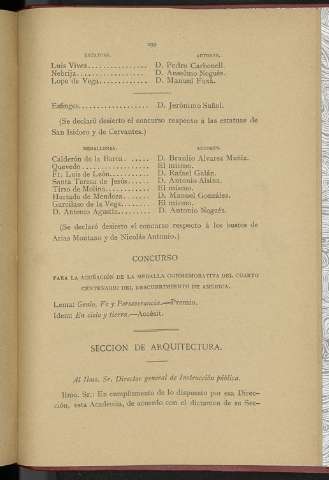 ESTATUAS. AUTORES.
Luis Vives................ D. Pedro Carbonell.
Nebrija.................. D. Anselmo Nogués.
Lope de Vega............. D. Manuel Fuxá.
Esfinges.................. D. Jerónimo Suñol.
(Se declaró desierto el concurso respecto á las estatuas de
San Isidoro y de Cervantes.)
MEDALLONES. AUTORES.
Calderón de la Barca...... D. Braulio Alvarez Muñiz.
Quevedo................. El mismo.
Fr. Luis de León.......... D. Rafael Galán.
Santa Teresa de Jesús..... D. Antonio Alsina.
Tirso de Molina........... El mismo.
Hurtado de Mendoza...... D. Manuel González.
Garcilaso de la Vega....... El mismo.
D. Antonio Agustín........ D. Antonio Nogués.
(Se declaró desierto el concurso respecto á los bustos de
Arias Montano y de Nicolás Antonio.)
CONCURSO
PARA LA ACUÑACIÓN DE LA MEDALLA CONMEMORATIVA DEL CUARTO
CENTENARIO DEL DESCUBRIMIENTO DE AMÉRICA.
Lema: Genio, Fe y Perseverancia.—Premio.
Idem: En cielo y tierra.—Accésit.
SECCIÓN DE ARQUITECTURA.
Al Ilmo. Sr. Director general de Instrucción pública.
Ilmo. Sr.: En cumplimiento de lo dispuesto por esa Direc-
ción, esta Academia, de acuerdo con el dictamen de su Sec-